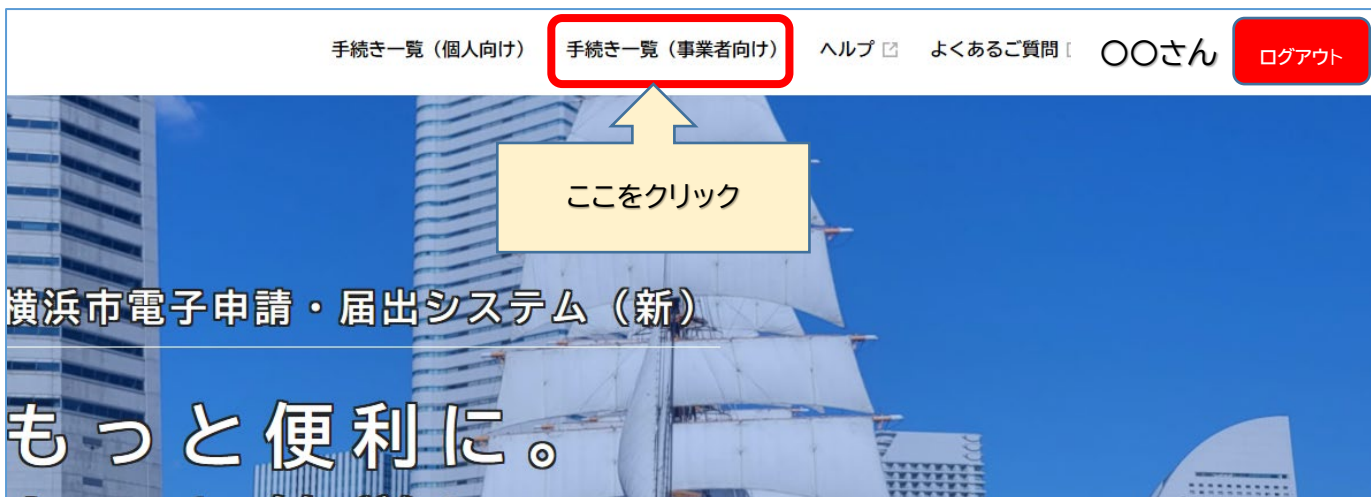 手続き一覧（個人向け） 手続き一覧（事業者向け） ヘルプ よくあるご質問 〇〇さん ログアウト
ここをクリック
横浜市電子申請・届出システム（新）
もっと便利に。